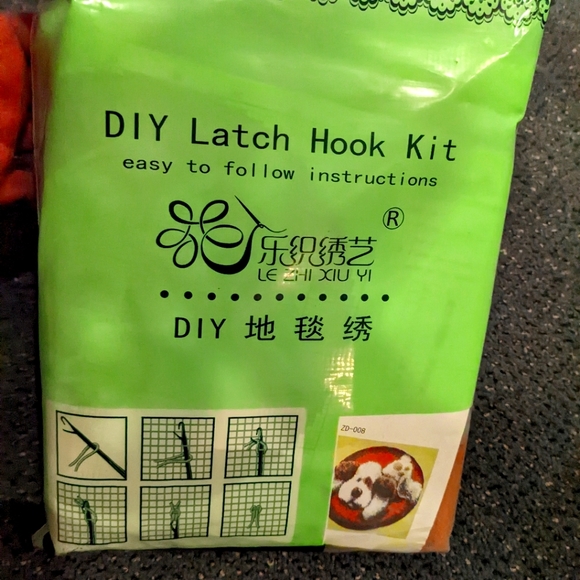 DIY Latch Hook Kit
easy to follow instructions
乐织绣艺®
LE ZHI XIU YI
DIY 地毯绣
ZD-008